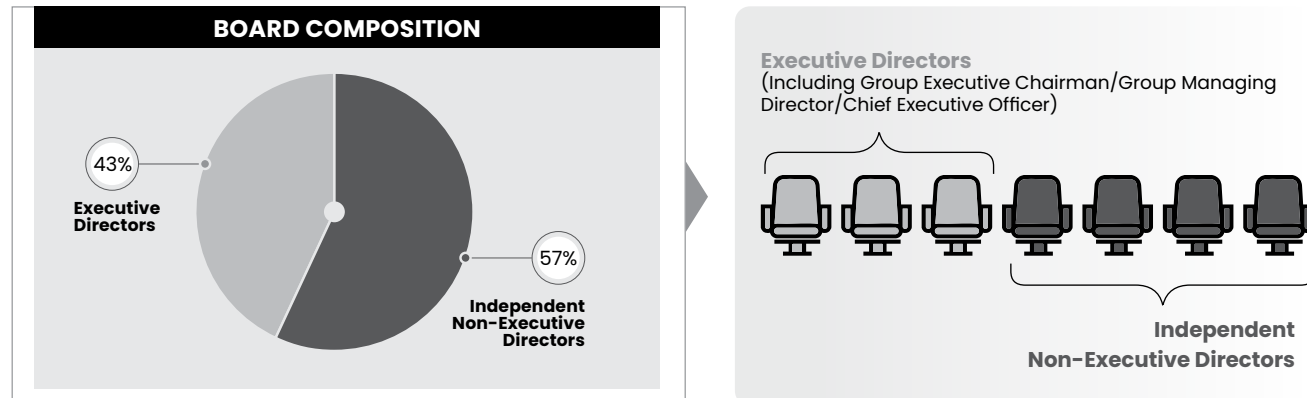 BOARD COMPOSITION
43%
Executive
Directors
57%
Independent
Non-Executive
Directors
Executive Directors
(Including Group Executive Chairman/Group Managing
Director/Chief Executive Officer)
Independent
Non-Executive Directors